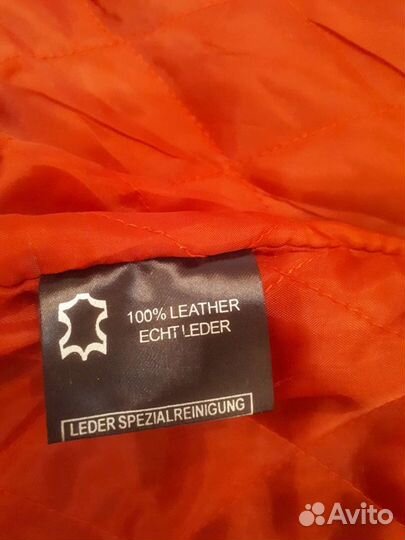 100% LEATHER
ECHT LEDER
LEDER SPEZIALREINIGUNG
Avito